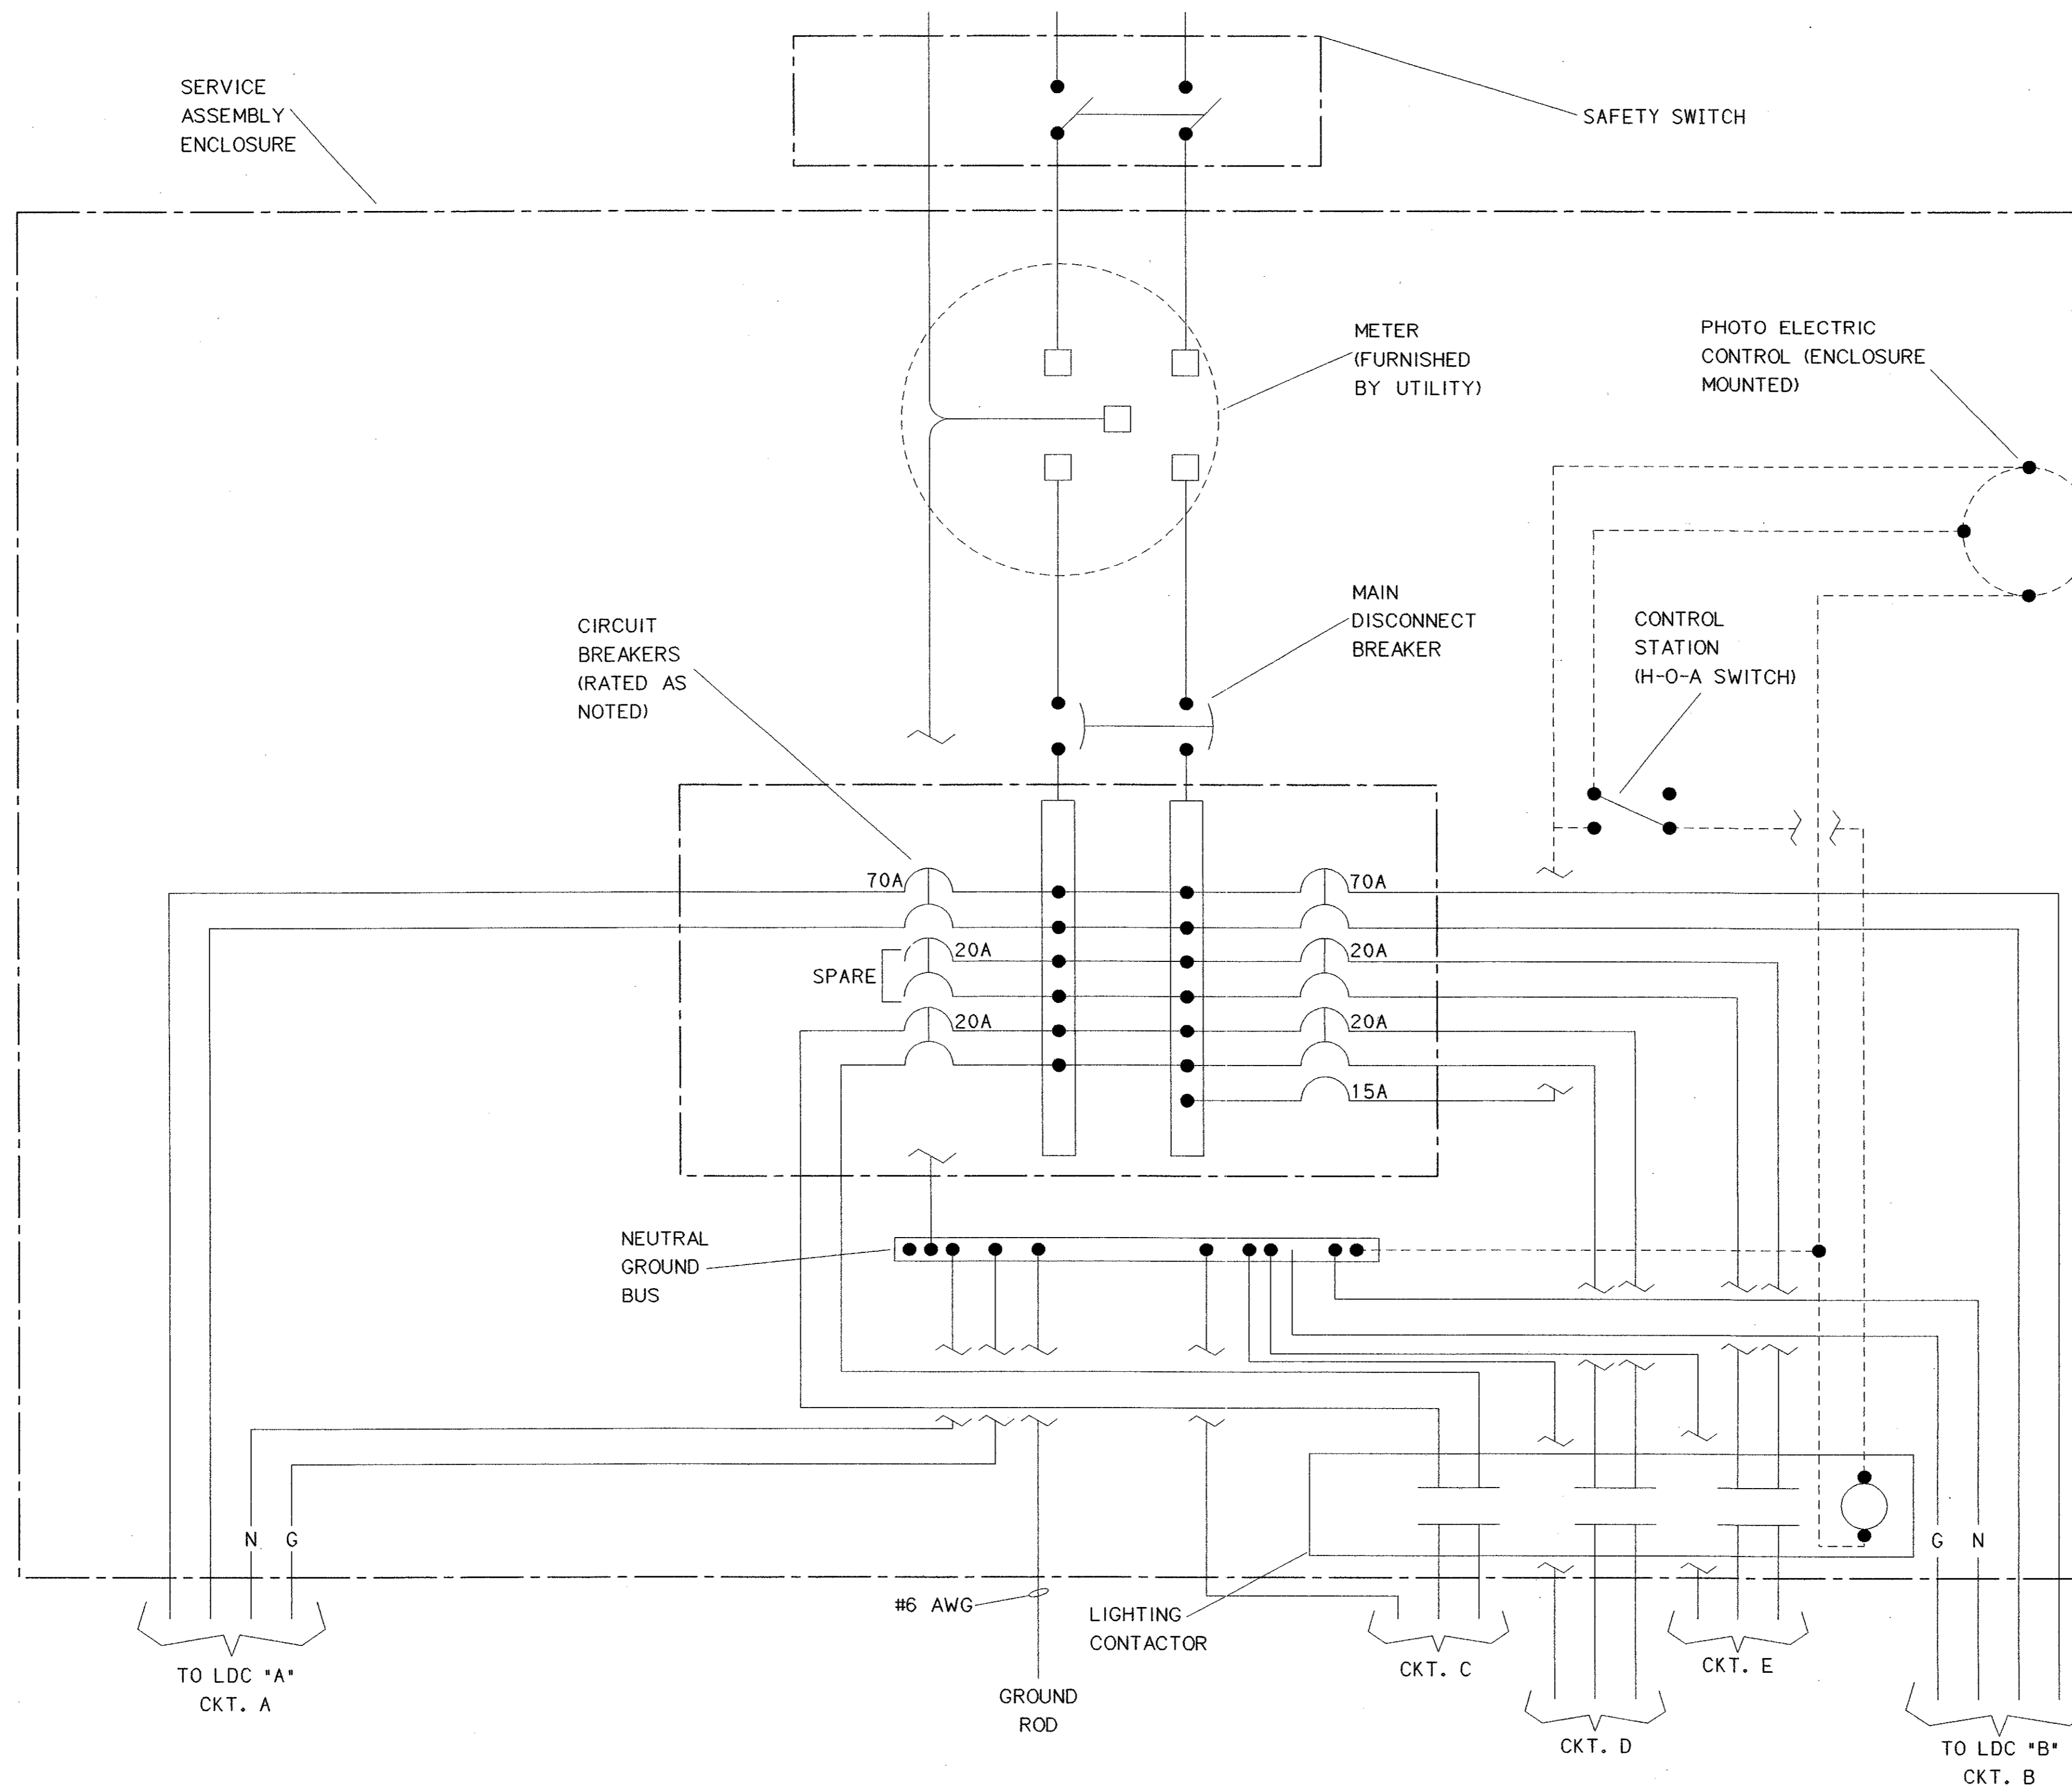 SERVICE
ASSEMBLY
ENCLOSURE
SAFETY SWITCH
METER
(FURNISHED
BY UTILITY)
PHOTO ELECTRIC
CONTROL (ENCLOSURE
MOUNTED)
CIRCUIT
BREAKERS
(RATED AS
NOTED)
MAIN
DISCONNECT
BREAKER
CONTROL
STATION
(H-O-A SWITCH)
70A
70A
20A
20A
SPARE
20A
20A
15A
NEUTRAL
GROUND
BUS
N G
G N
#6 AWG
LIGHTING
CONTACTOR
TO LDC "A"
CKT. A
GROUND
ROD
CKT. C
CKT. E
CKT. D
TO LDC "B"
CKT. B